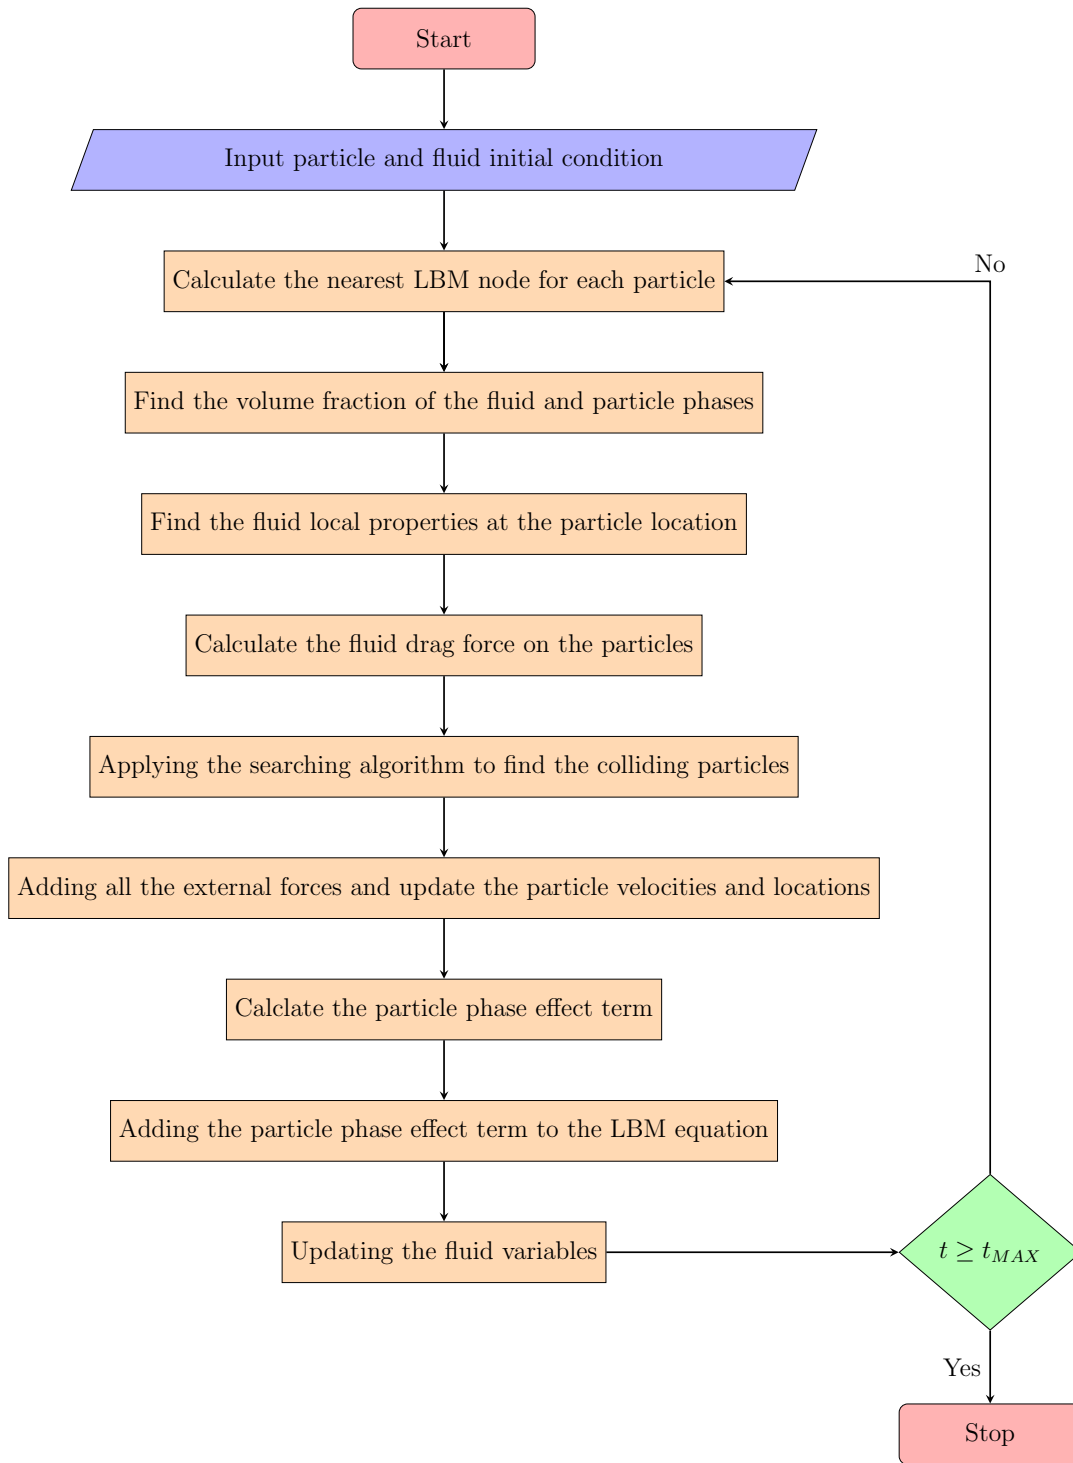 Start
Input particle and fluid initial condition
Calculate the nearest LBM node for each particle
No
Find the volume fraction of the fluid and particle phases
Find the fluid local properties at the particle location
Calculate the fluid drag force on the particles
Applying the searching algorithm to find the colliding particles
Adding all the external forces and update the particle velocities and locations
Calclate the particle phase effect term
Adding the particle phase effect term to the LBM equation
Updating the fluid variables
t ≥ t_{MAX}
Yes
Stop